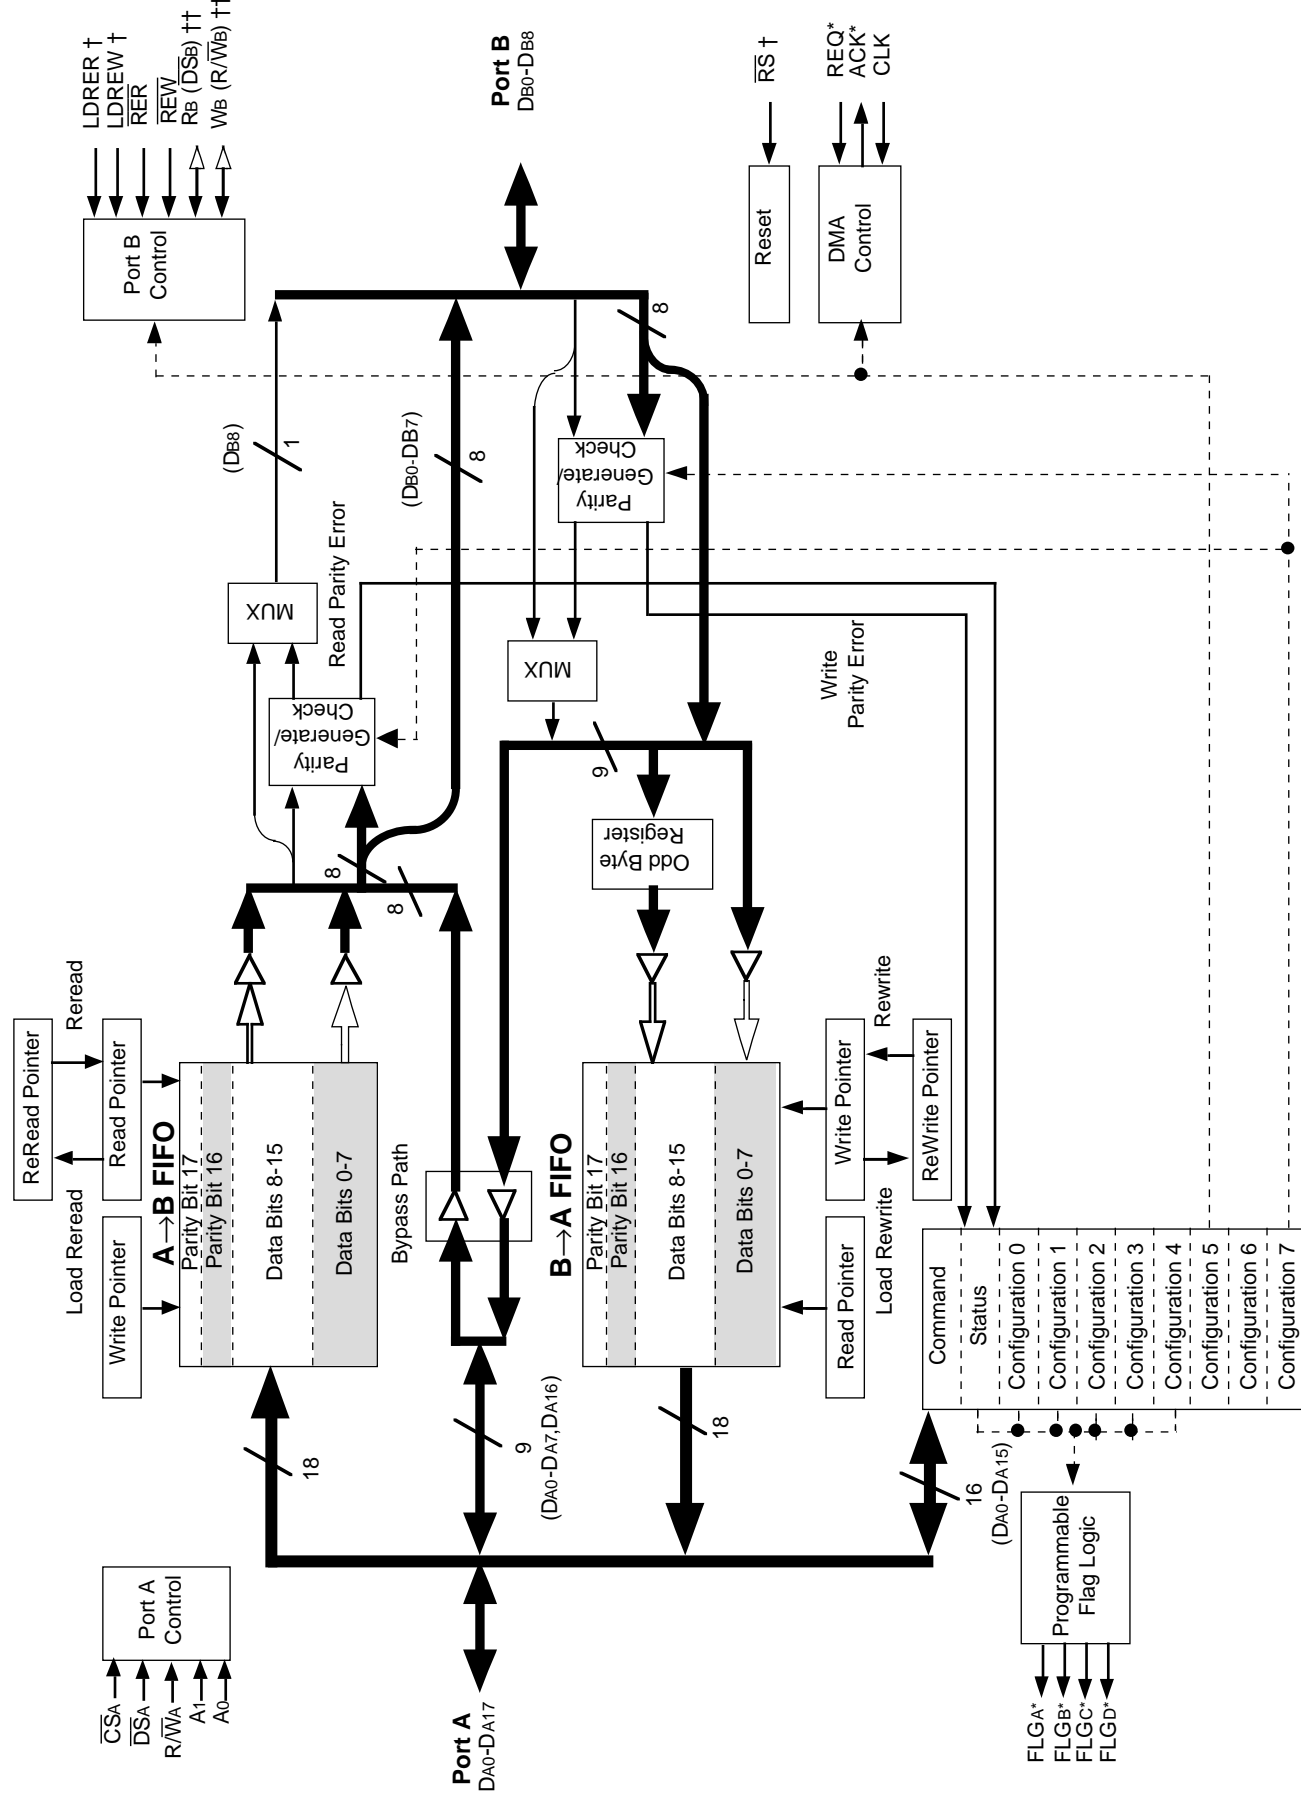 CSA
DSA
R/WA
A1
A0
Port A
Control
Write Pointer
Load Reread
ReRead Pointer
Reread
Read Pointer
A→B FIFO
Parity Bit 17
Parity Bit 16
Data Bits 8-15
Data Bits 0-7
18
Port A
DA0-DA17
Bypass Path
9
(DA0-DA7,DA16)
8
8
Parity
Generate/
Check
MUX
Read Parity Error
(DB8)
1
(DB0-DB7)
8
Port B
Control
LDRER †
LDREW †
RER
REW
RB (DSB) ††
WB (R/WB) ††
Port B
DB0-DB8
8
Parity
Generate/
Check
MUX
9
Odd Byte
Register
Write
Parity Error
B→A FIFO
Parity Bit 17
Parity Bit 16
Data Bits 8-15
Data Bits 0-7
18
Read Pointer
Load Rewrite
Write Pointer
Rewrite
ReWrite Pointer
Reset
RS †
DMA
Control
REQ*
ACK*
CLK
16
(DA0-DA15)
Command
Status
Configuration 0
Configuration 1
Configuration 2
Configuration 3
Configuration 4
Configuration 5
Configuration 6
Configuration 7
Programmable
Flag Logic
FLGA*
FLGB*
FLGC*
FLGD*